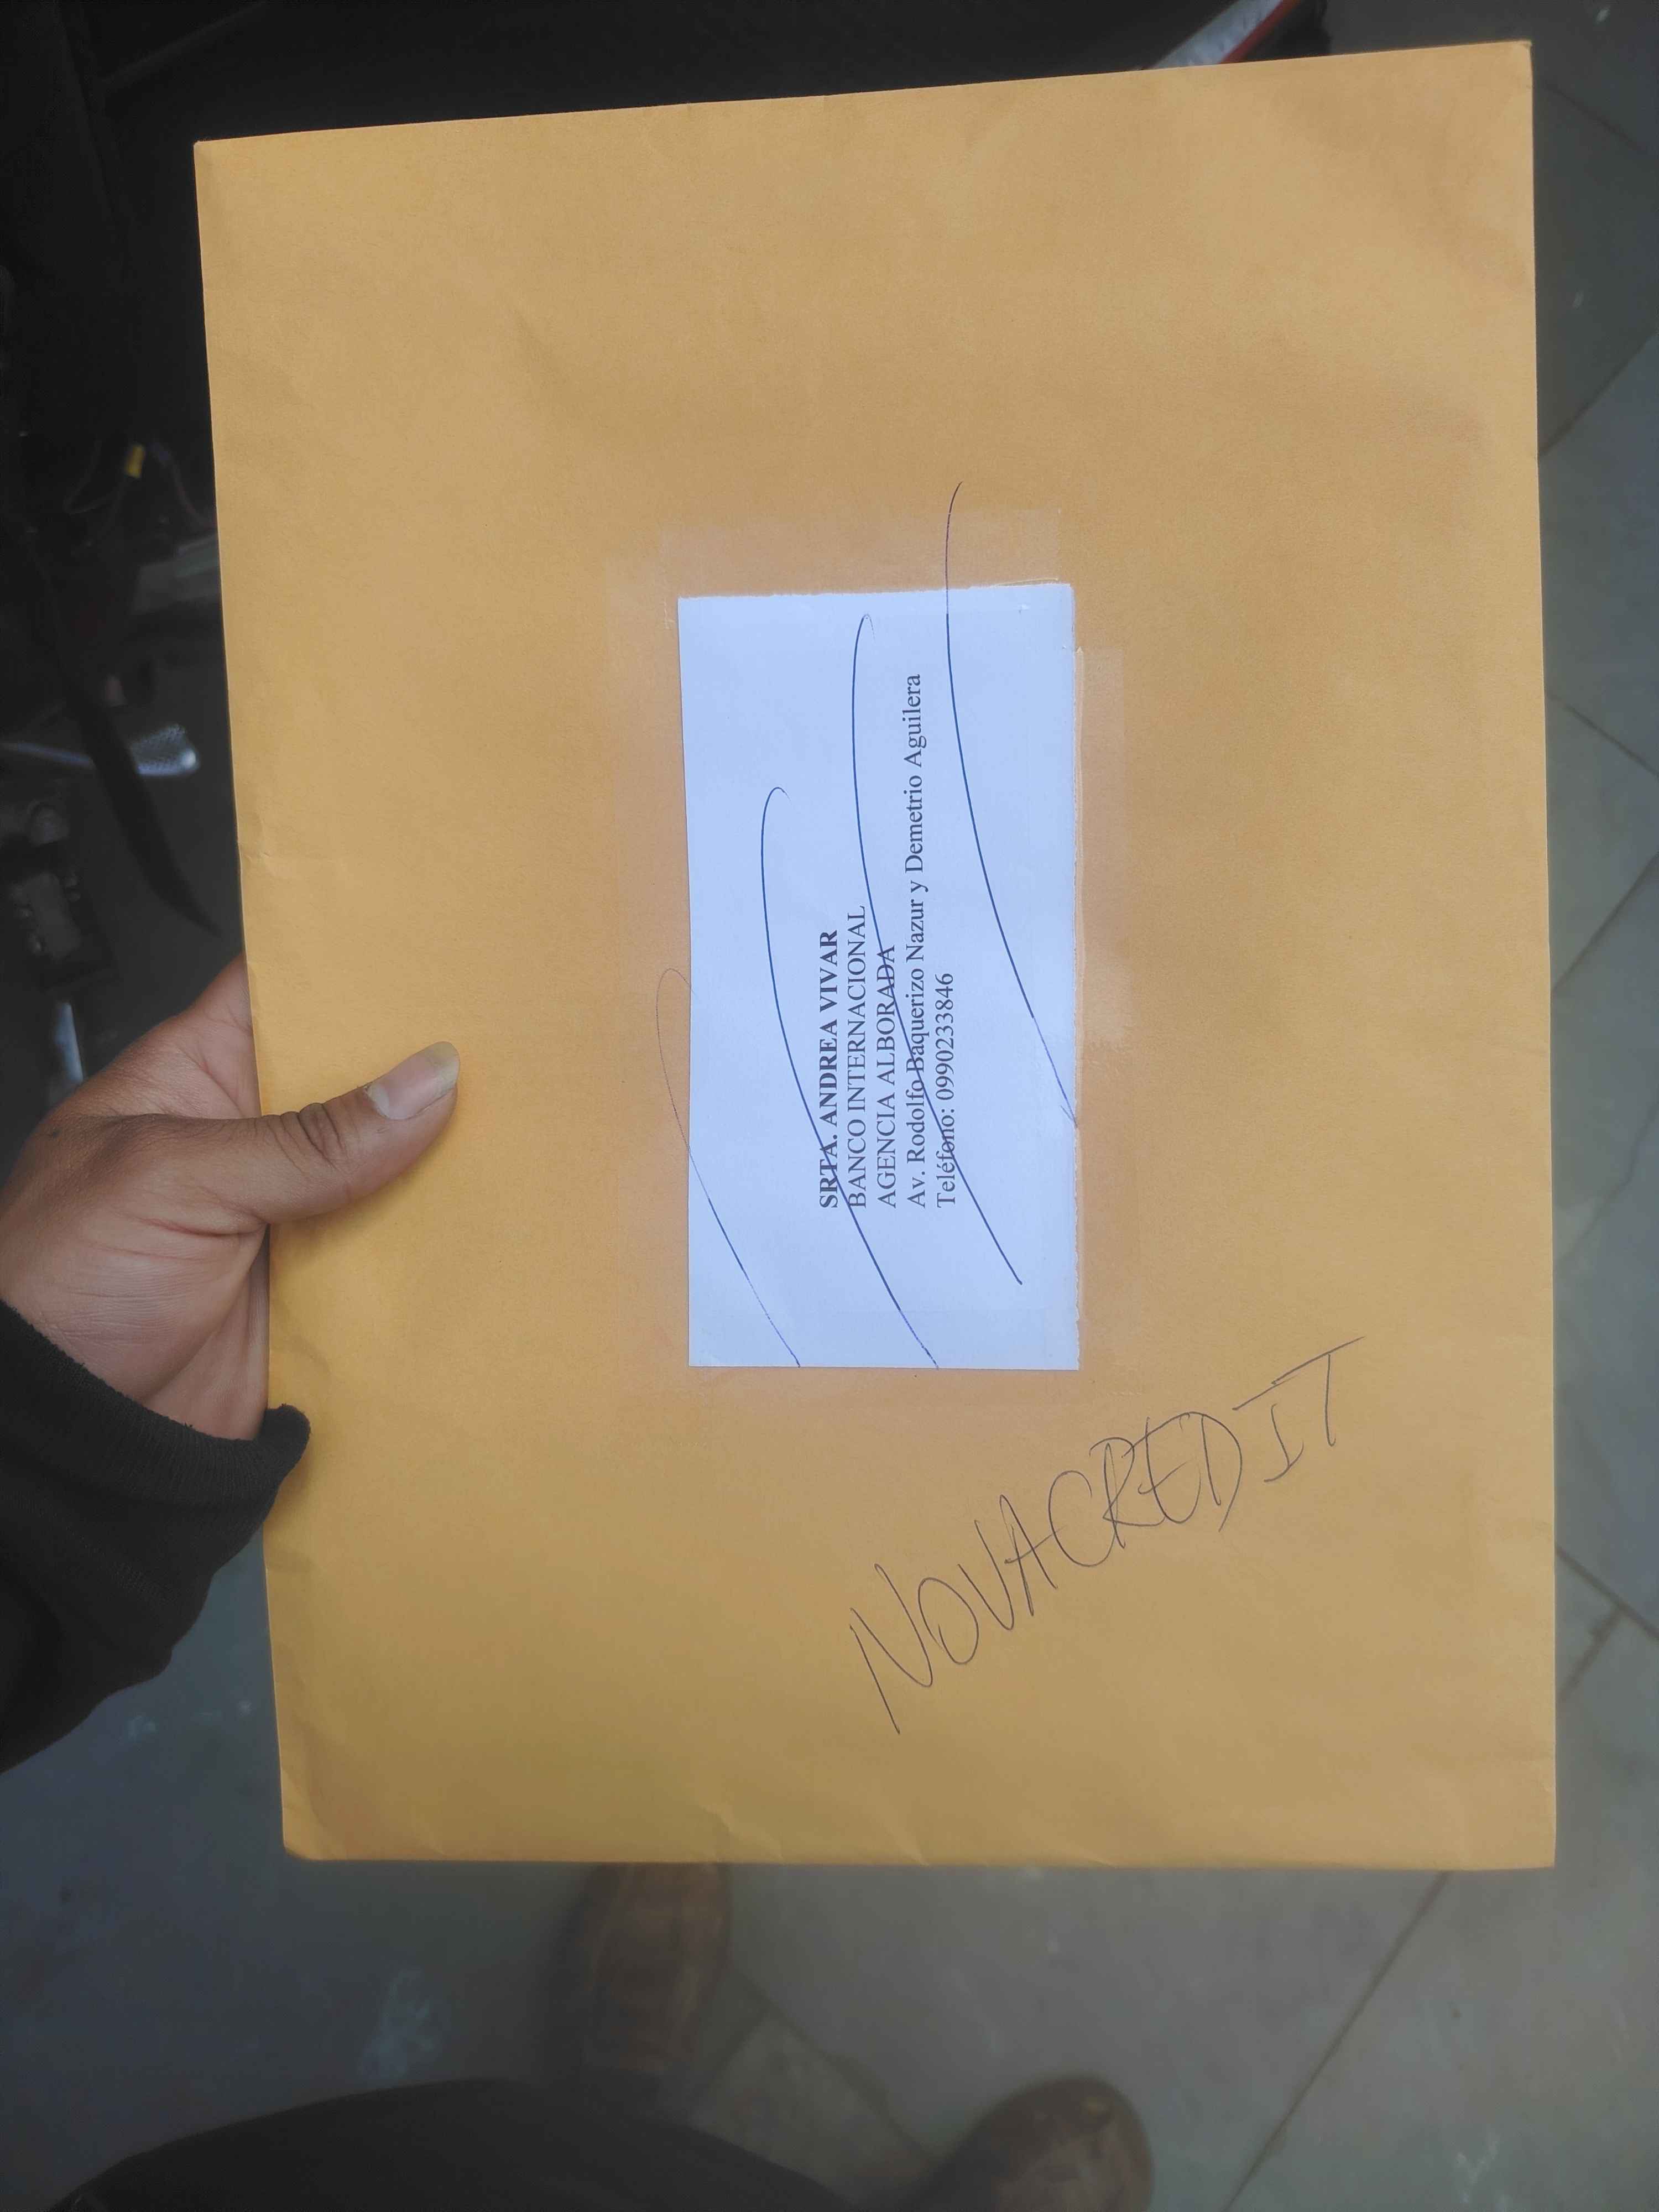 SRTA. ANDREA VIVAR
BANCO INTERNACIONAL
AGENCIA ALBORADA
Av. Rodolfo Baquerizo Nazur y Demetrio Aguilera
Teléfono: 0990233846
NOVACREDIT